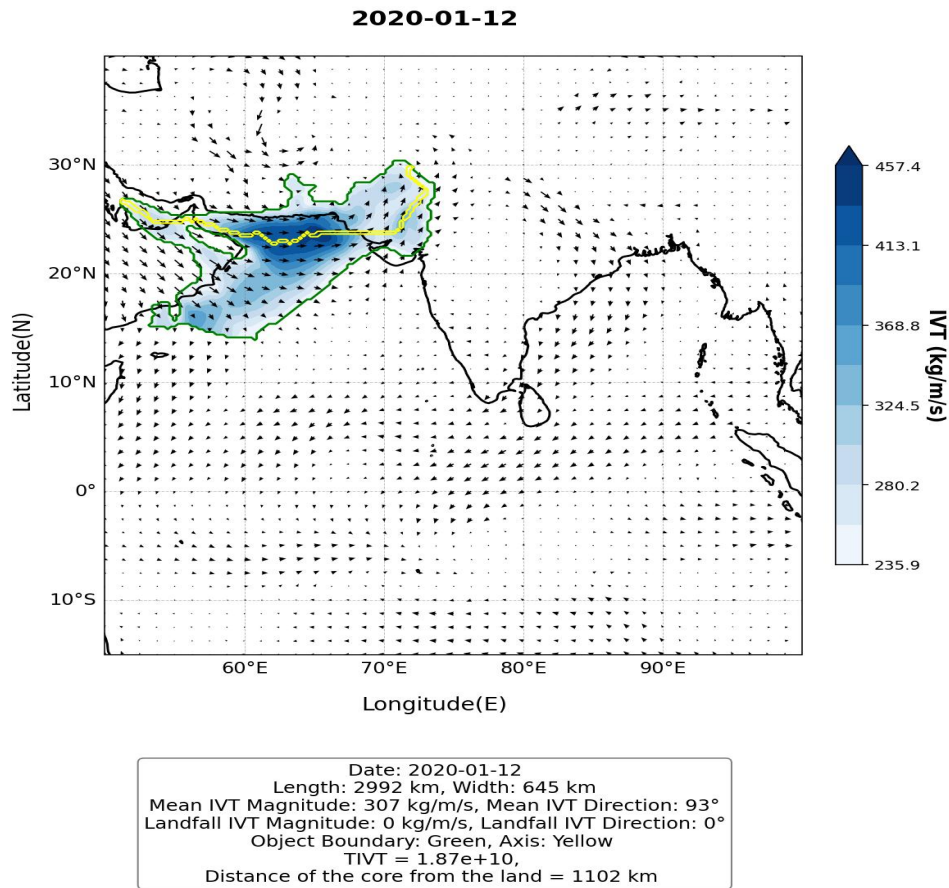 2020-01-12
30°N
20°N
10°N
0°
10°S
Latitude(N)
60°E
70°E
80°E
90°E
Longitude(E)
457.4
413.1
368.8
324.5
280.2
235.9
IVT (kg/m/s)
Date: 2020-01-12
Length: 2992 km, Width: 645 km
Mean IVT Magnitude: 307 kg/m/s, Mean IVT Direction: 93°
Landfall IVT Magnitude: 0 kg/m/s, Landfall IVT Direction: 0°
Object Boundary: Green, Axis: Yellow
TIVT = 1.87e+10,
Distance of the core from the land = 1102 km